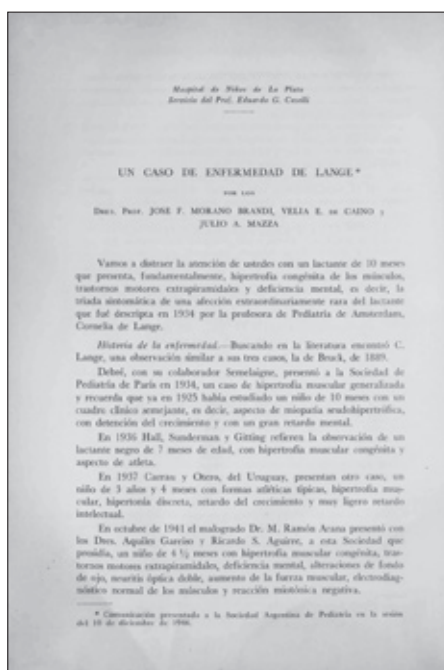 Hospital de Niños de La Plata
Servicio del Prof. Eduardo G. Caselli
UN CASO DE ENFERMEDAD DE LANGE *
POR LOS
Dres. Prof. JOSE F. MORANO BRANDI, VELIA E. DE CAINO y
JULIO A. MAZZA
Vamos a distraer la atención de ustedes con un lactante de 10 meses
que presenta, fundamentalmente, hipertrofia congénita de los músculos,
trastornos motores extrapiramidales y deficiencia mental, es decir, la
tríada sintomática de una afección extraordinariamente rara del lactante
que fué descripta en 1934 por la profesora de Pediatría de Amsterdam,
Cornelia de Lange.
Historia de la enfermedad.—Buscando en la literatura encontró C.
Lange, una observación similar a sus tres casos, la de Bruck, de 1889.
Debré, con su colaborador Semelaigne, presentó a la Sociedad de
Pediatría de París en 1934, un caso de hipertrofia muscular generalizada
y recuerda que ya en 1925 había estudiado un niño de 10 meses con un
cuadro clínico semejante, es decir, aspecto de miopatía seudohipertrófica,
con detención del crecimiento y con un gran retardo mental.
En 1936 Hall, Sunderman y Gitting refieren la observación de un
lactante negro de 7 meses de edad, con hipertrofia muscular congénita y
aspecto de atleta.
En 1937 Carrau y Otero, del Uruguay, presentan otro caso, un
niño de 3 años y 4 meses con formas atléticas típicas, hipertrofia mus-
cular, hipertonía discreta, retardo del crecimiento y muy ligero retardo
intelectual.
En octubre de 1941 el malogrado Dr. M. Ramón Arana presentó con
los Dres. Aquiles Gareiso y Ricardo S. Aguirre, a esta Sociedad que
presidía, un niño de 4 ½ meses con hipertrofia muscular congénita, tras-
tornos motores extrapiramidales, deficiencia mental, alteraciones de fondo
de ojo, neuritis óptica doble, aumento de la fuerza muscular, electrodiag-
nóstico normal de los músculos y reacción miotónica negativa.
* Comunicación presentada a la Sociedad Argentina de Pediatría en la sesión
del 10 de diciembre de 1946.